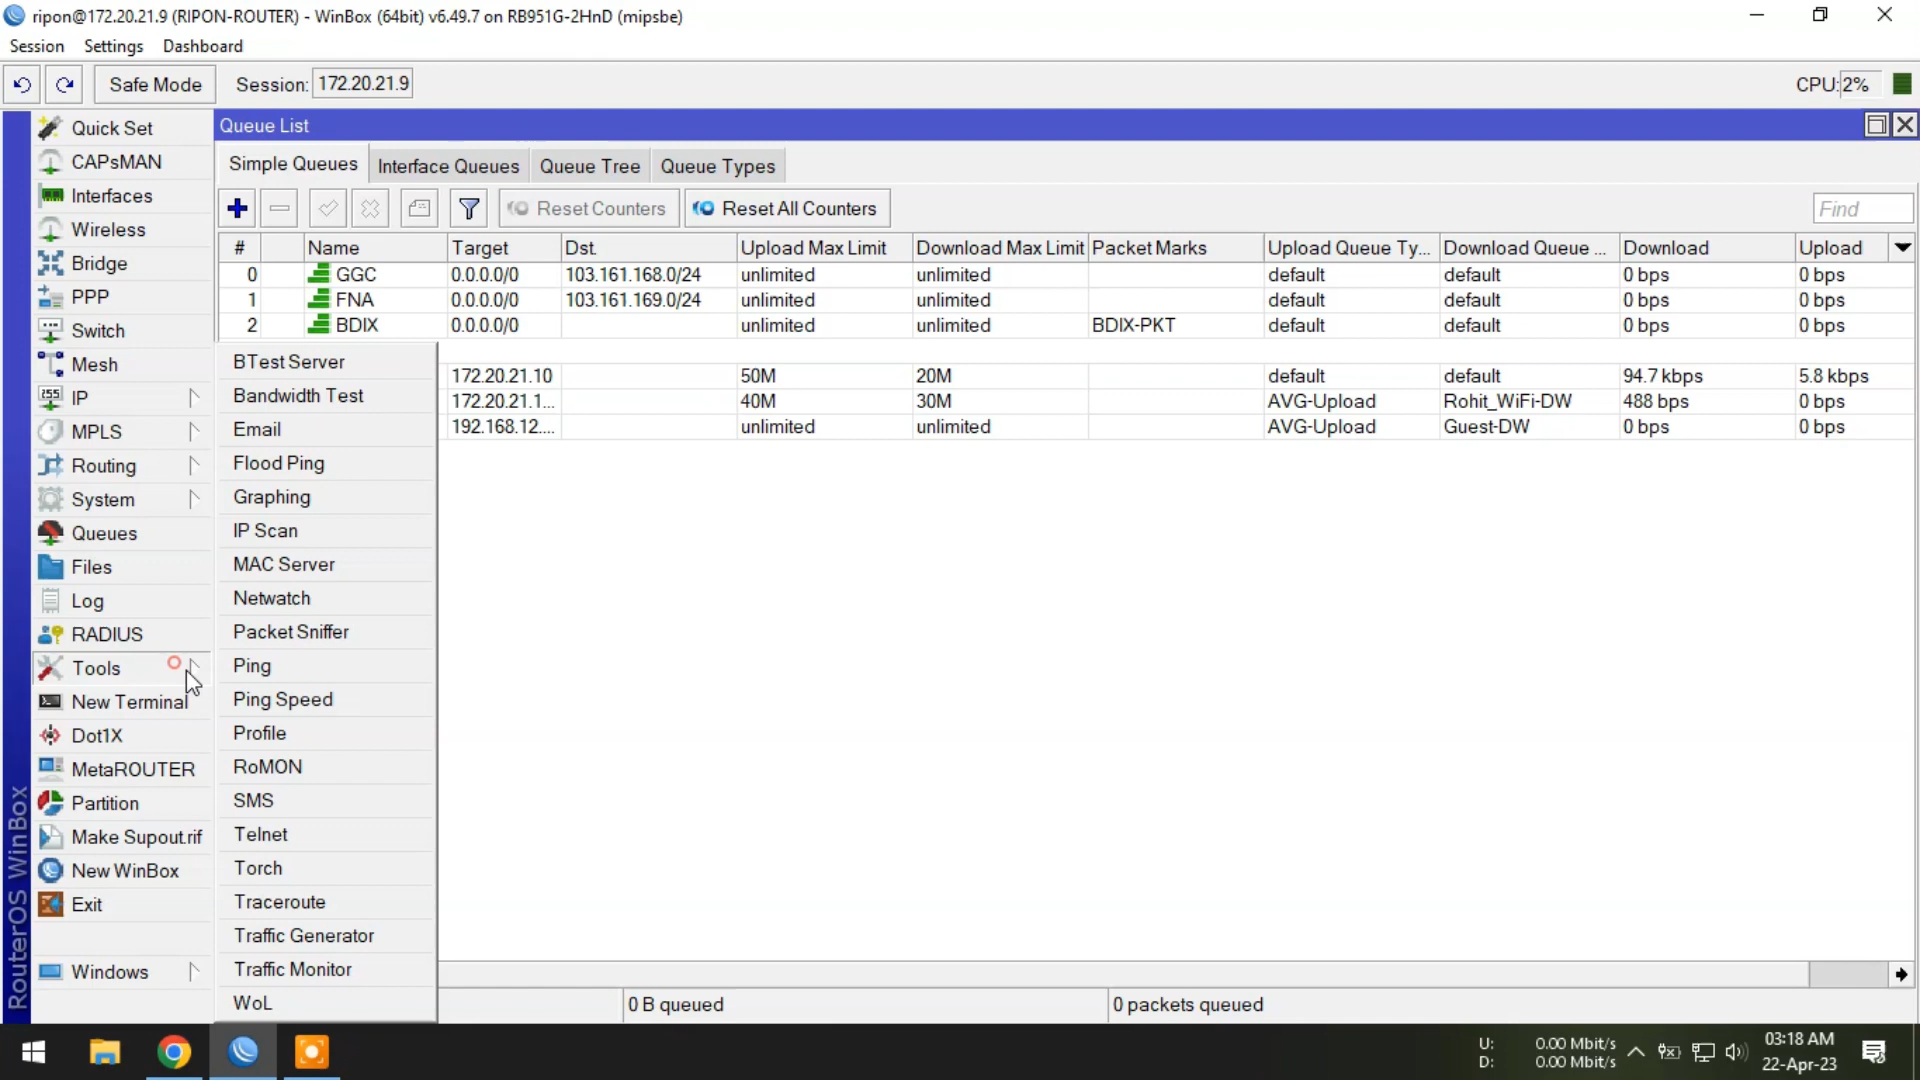 ripon@172.20.21.9 (RIPON-ROUTER) - WinBox (64bit) v6.49.7 on RB951G-2HnD (mipsbe)
Session Settings Dashboard
Safe Mode Session: 172.20.21.9 CPU: 2%
Quick Set
CAPsMAN
Interfaces
Wireless
Bridge
PPP
Switch
Mesh
IP
MPLS
Routing
System
Queues
Files
Log
RADIUS
Tools
New Terminal
Dot1X
MetaROUTER
Partition
Make Supout.rif
New WinBox
Exit
Windows
RouterOS WinBox
Queue List
Simple Queues Interface Queues Queue Tree Queue Types
Reset Counters Reset All Counters Find
# Name Target Dst. Upload Max Limit Download Max Limit Packet Marks Upload Queue Ty... Download Queue ... Download Upload
0 GGC 0.0.0.0/0 103.161.168.0/24 unlimited unlimited default default 0 bps 0 bps
1 FNA 0.0.0.0/0 103.161.169.0/24 unlimited unlimited default default 0 bps 0 bps
2 BDIX 0.0.0.0/0 unlimited unlimited BDIX-PKT default default 0 bps 0 bps
172.20.21.10 50M 20M default default 94.7 kbps 5.8 kbps
172.20.21.1... 40M 30M AVG-Upload Rohit_WiFi-DW 488 bps 0 bps
192.168.12.... unlimited unlimited AVG-Upload Guest-DW 0 bps 0 bps
BTest Server
Bandwidth Test
Email
Flood Ping
Graphing
IP Scan
MAC Server
Netwatch
Packet Sniffer
Ping
Ping Speed
Profile
RoMON
SMS
Telnet
Torch
Traceroute
Traffic Generator
Traffic Monitor
WoL
0 B queued 0 packets queued
U: 0.00 Mbit/s
D: 0.00 Mbit/s
03:18 AM
22-Apr-23